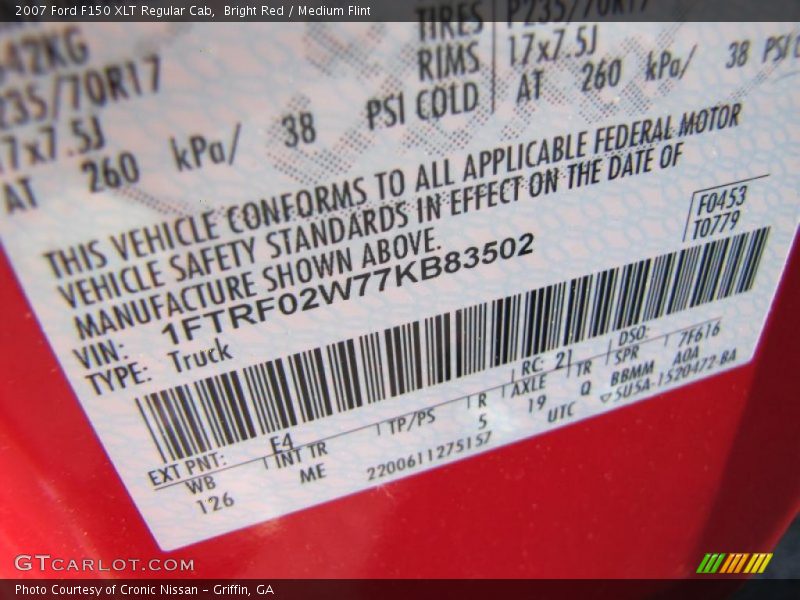 2007 Ford F150 XLT Regular Cab,  Bright Red / Medium Flint
TIRES P235/70R17
RIMS 17x7.5J
AT 260 kPa/ 38
235/70R17
7x7.5J
AT 260 kPa/ 38 PSI COLD
THIS VEHICLE CONFORMS TO ALL APPLICABLE FEDERAL MOTOR
VEHICLE SAFETY STANDARDS IN EFFECT ON THE DATE OF
MANUFACTURE SHOWN ABOVE.
F0453
T0779
VIN: 1FTRF02W77KB83502
TYPE: Truck
EXT PNT: E4 RC: 21 DSO: 7F616
WB INT TR TP/PS R AXLE TR SPR A0A
126 ME 5 19 Q BBMM
2200611275157 UTC 5U5A-1520472-BA
GTCARLOT.COM
Photo Courtesy of Cronic Nissan - Griffin, GA